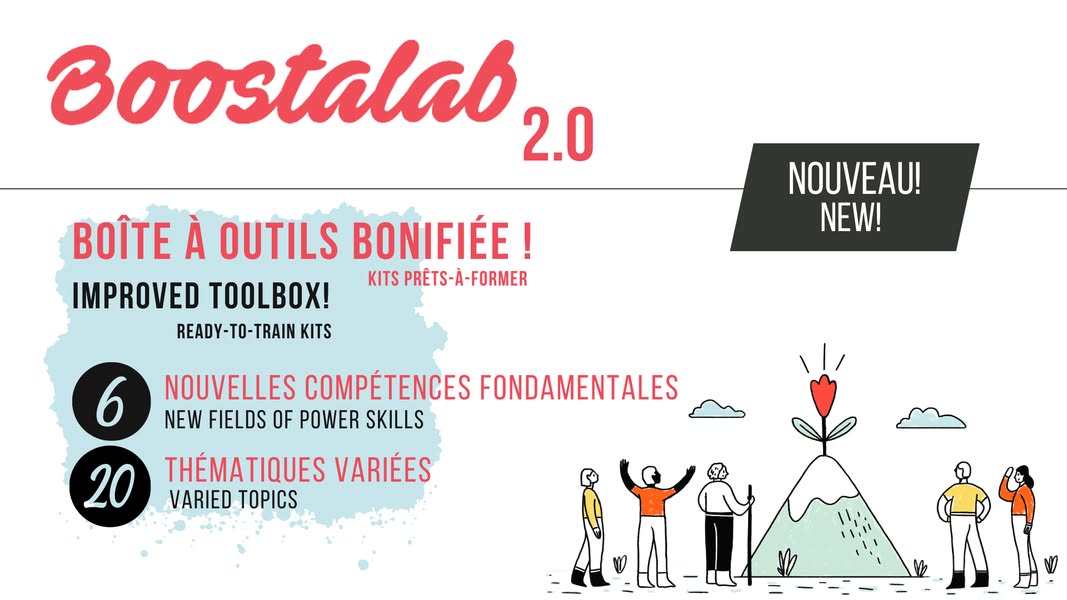 Boostalab
2.0
NOUVEAU!
NEW!
BOÎTE À OUTILS BONIFIÉE !
KITS PRÊTS-À-FORMER
IMPROVED TOOLBOX!
READY-TO-TRAIN KITS
6
NOUVELLES COMPÉTENCES FONDAMENTALES
NEW FIELDS OF POWER SKILLS
20
THÉMATIQUES VARIÉES
VARIED TOPICS